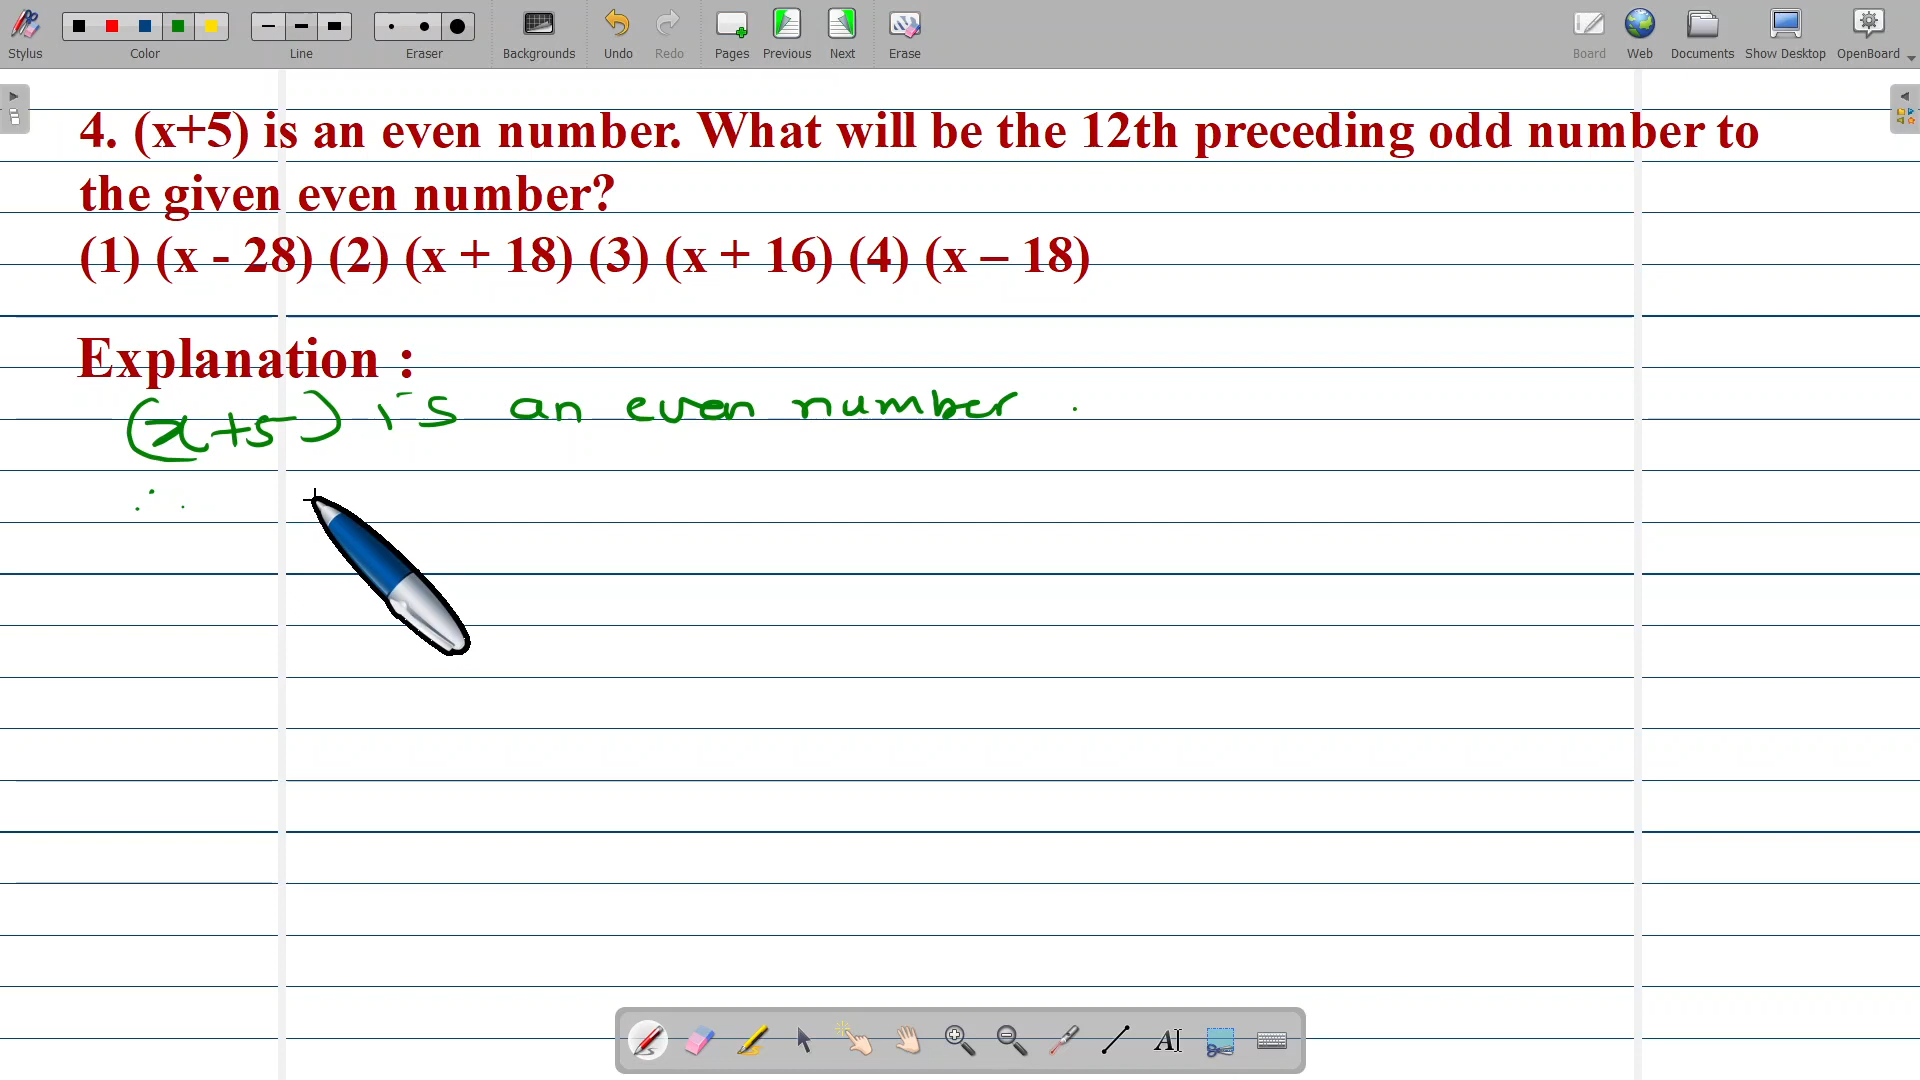 Stylus Color Line Eraser Backgrounds Undo Redo Pages Previous Next Erase Board Web Documents Show Desktop OpenBoard
4. (x+5) is an even number. What will be the 12th preceding odd number to
the given even number?
(1) (x - 28) (2) (x + 18) (3) (x + 16) (4) (x – 18)
Explanation :
(x+5) is an even number .
∴